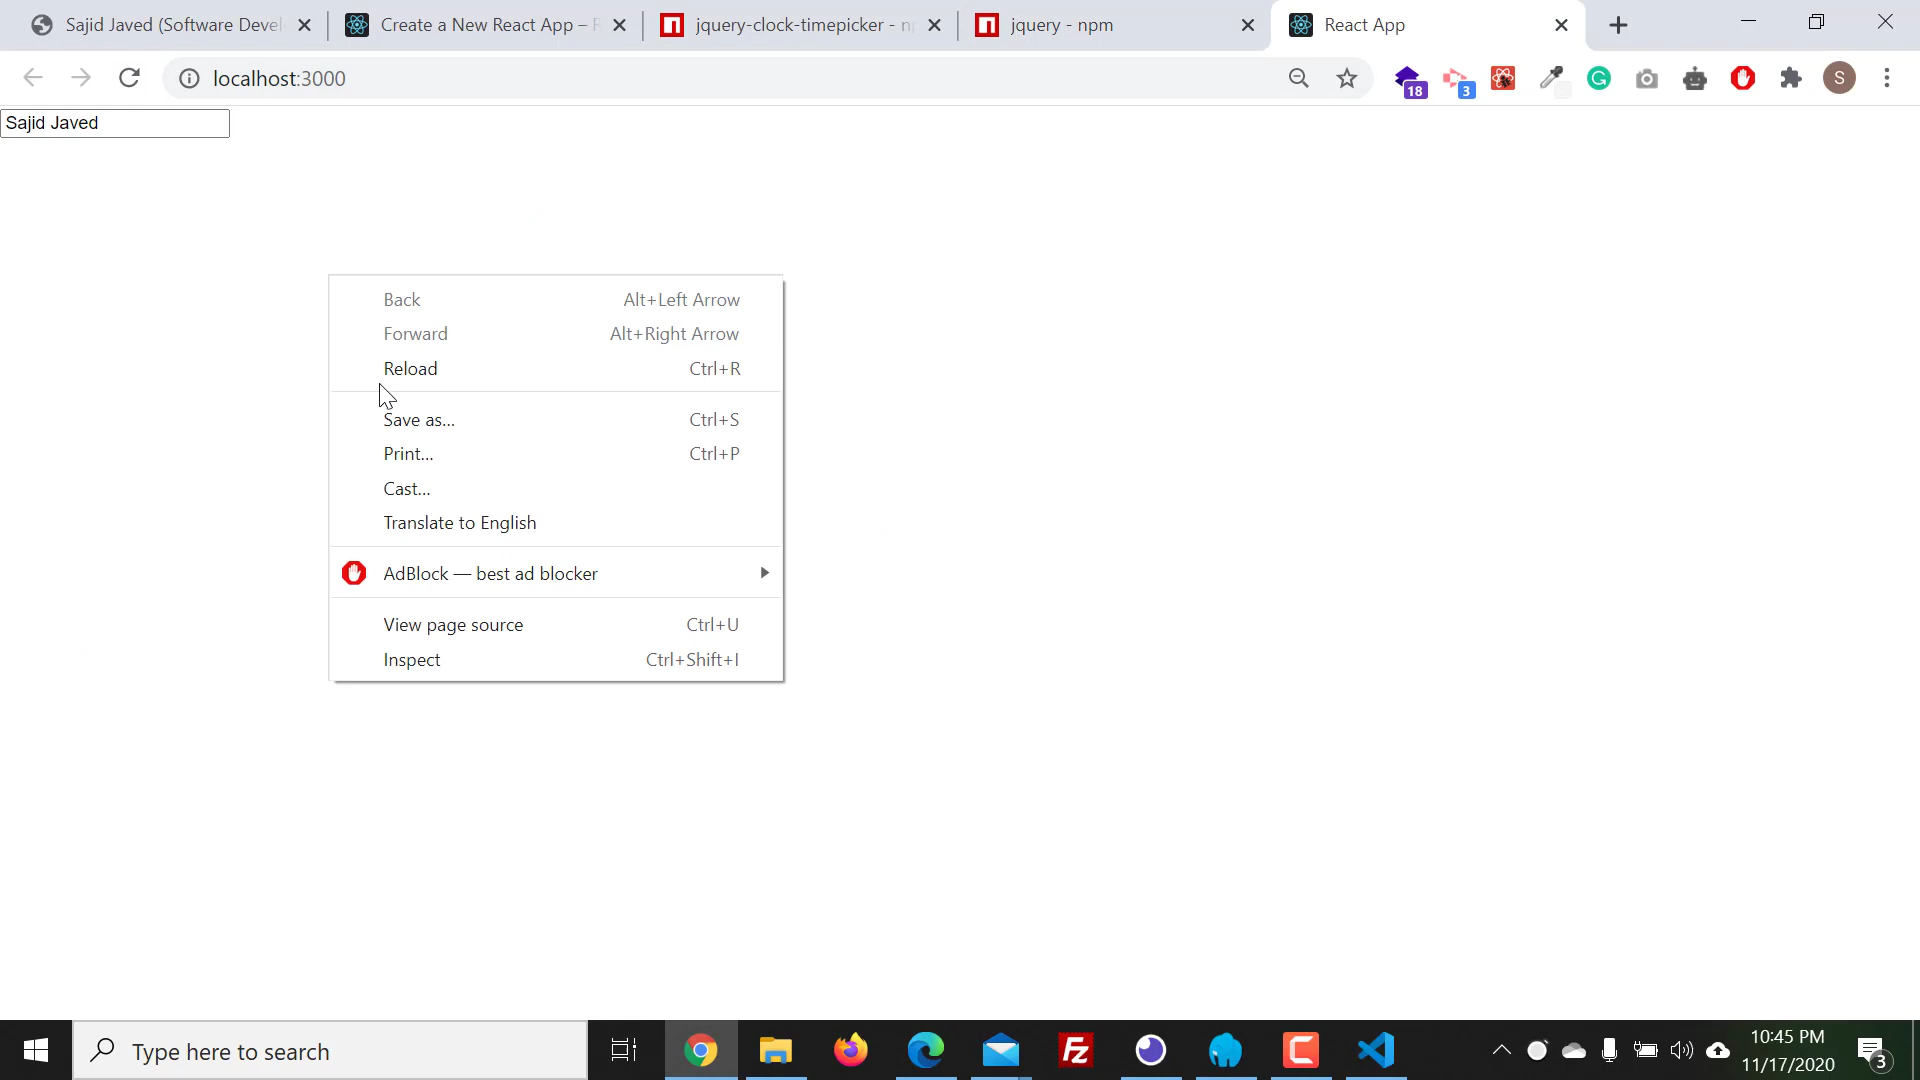 Sajid Javed (Software Devel
Create a New React App –
jquery-clock-timepicker - n
jquery - npm
React App
localhost:3000
18
3
S
Sajid Javed
Back Alt+Left Arrow
Forward Alt+Right Arrow
Reload Ctrl+R
Save as... Ctrl+S
Print... Ctrl+P
Cast...
Translate to English
AdBlock — best ad blocker
View page source Ctrl+U
Inspect Ctrl+Shift+I
Type here to search
10:45 PM
11/17/2020
3